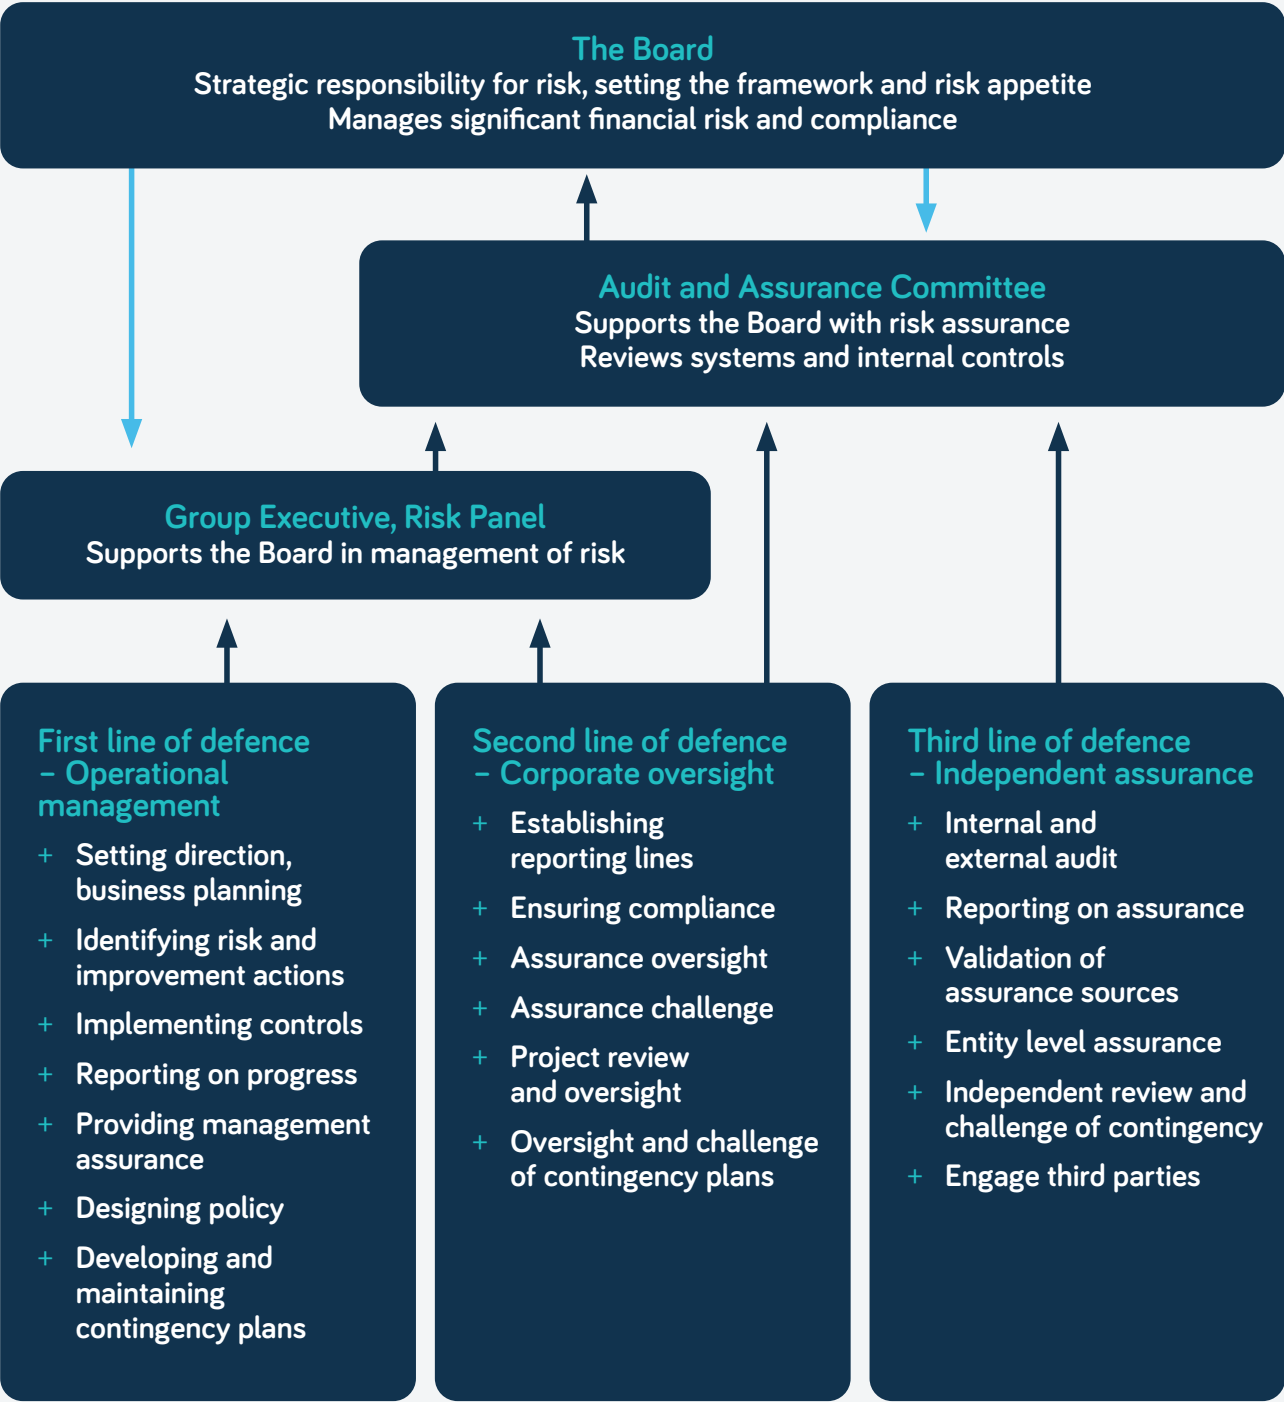 The Board
Strategic responsibility for risk, setting the framework and risk appetite
Manages significant financial risk and compliance
Audit and Assurance Committee
Supports the Board with risk assurance
Reviews systems and internal controls
Group Executive, Risk Panel
Supports the Board in management of risk
First line of defence
– Operational
management
+ Setting direction,
business planning
+ Identifying risk and
improvement actions
+ Implementing controls
+ Reporting on progress
+ Providing management
assurance
+ Designing policy
+ Developing and
maintaining
contingency plans
Second line of defence
– Corporate oversight
+ Establishing
reporting lines
+ Ensuring compliance
+ Assurance oversight
+ Assurance challenge
+ Project review
and oversight
+ Oversight and challenge
of contingency plans
Third line of defence
– Independent assurance
+ Internal and
external audit
+ Reporting on assurance
+ Validation of
assurance sources
+ Entity level assurance
+ Independent review and
challenge of contingency
+ Engage third parties